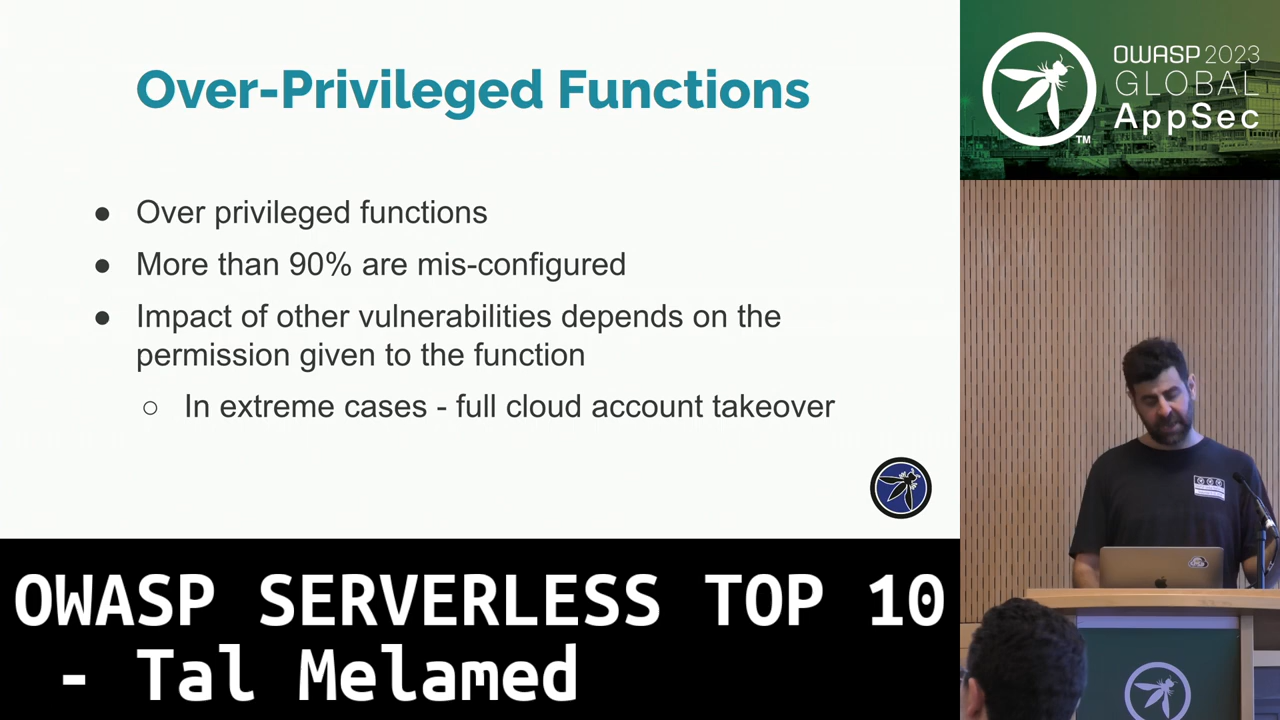 Over-Privileged Functions
● Over privileged functions
● More than 90% are mis-configured
● Impact of other vulnerabilities depends on the
permission given to the function
○ In extreme cases - full cloud account takeover
OWASP SERVERLESS TOP 10
- Tal Melamed
OWASP 2023
GLOBAL
AppSec
TM